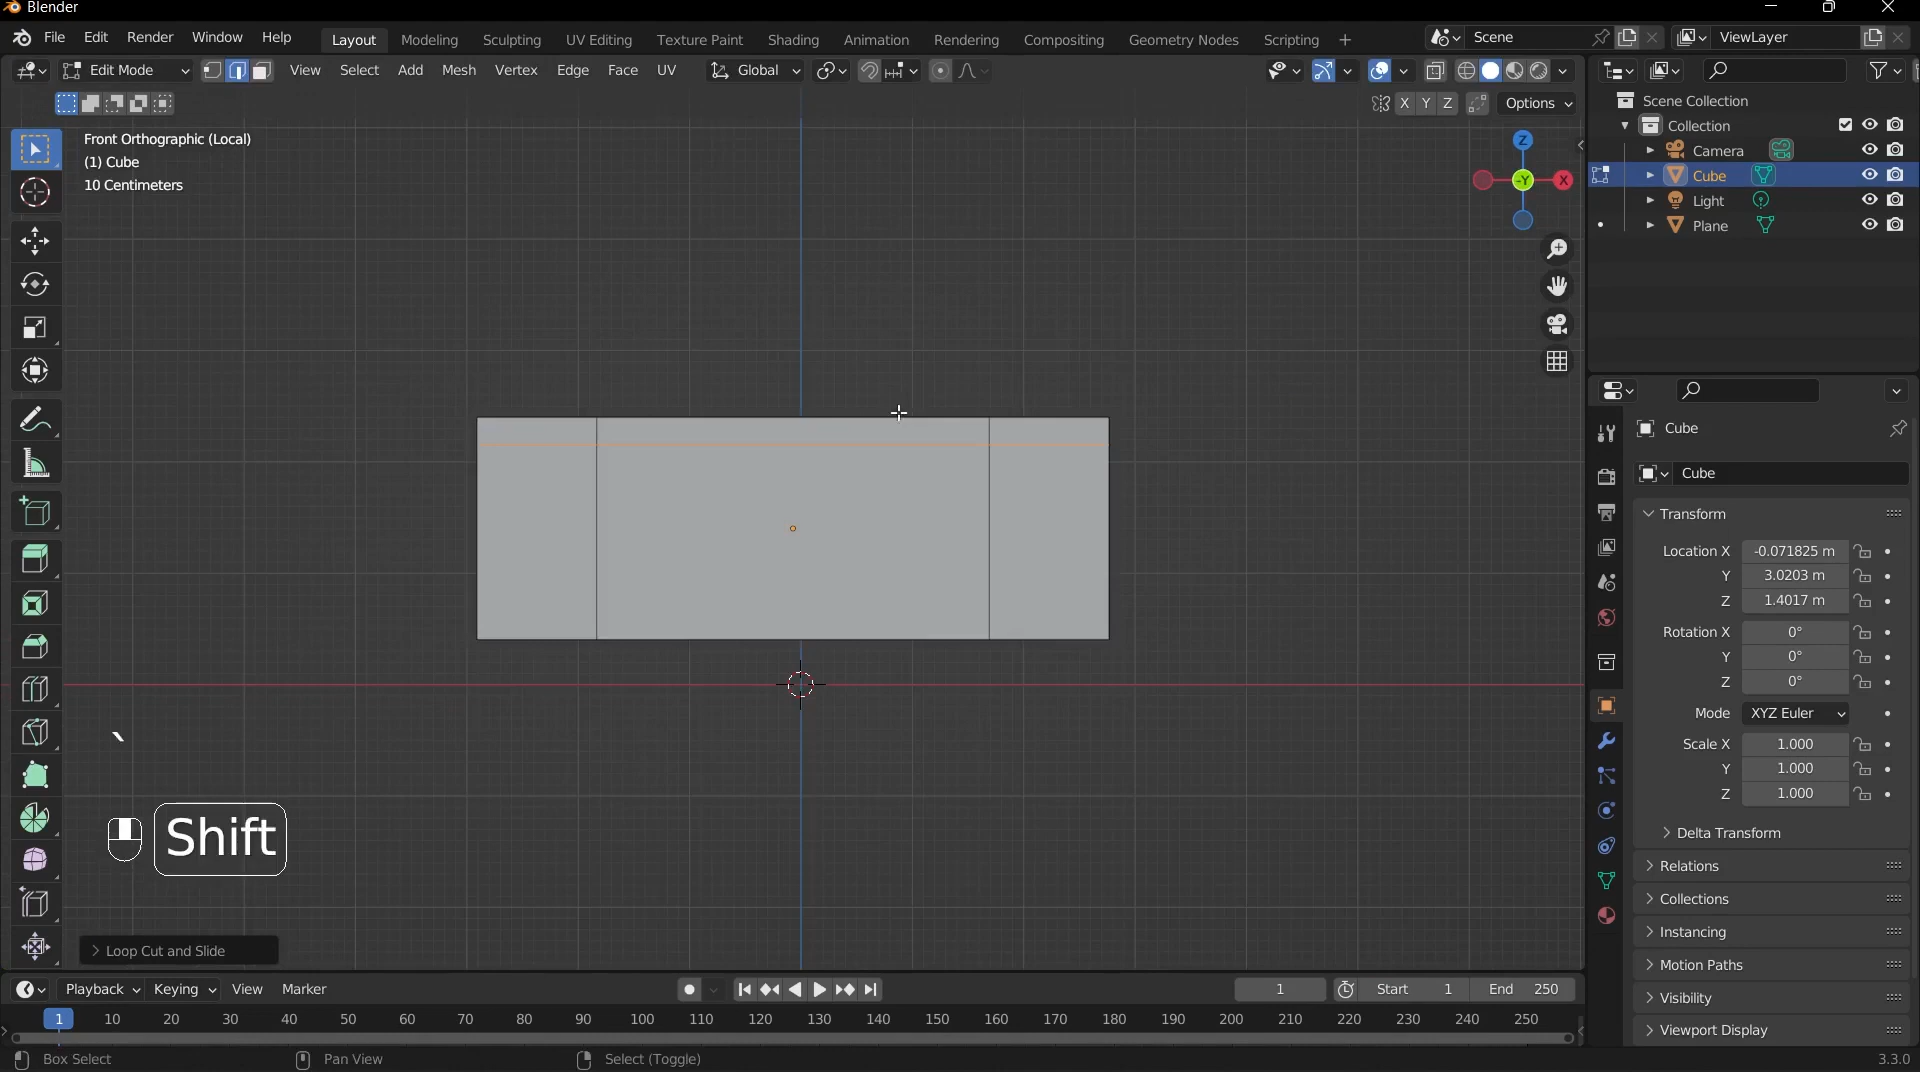 Blender
File Edit Render Window Help
Layout Modeling Sculpting UV Editing Texture Paint Shading Animation Rendering Compositing Geometry Nodes Scripting +
Scene
ViewLayer
Edit Mode
View Select Add Mesh Vertex Edge Face UV
Global
X Y Z
Options
Front Orthographic (Local)
(1) Cube
10 Centimeters
Z
-Y
X
Scene Collection
Collection
Camera
Cube
Light
Plane
Cube
Cube
Transform
Location X -0.071825 m
Y 3.0203 m
Z 1.4017 m
Rotation X 0°
Y 0°
Z 0°
Mode XYZ Euler
Scale X 1.000
Y 1.000
Z 1.000
Delta Transform
Relations
Collections
Instancing
Motion Paths
Visibility
Viewport Display
`
Shift
Loop Cut and Slide
Playback Keying View Marker
1 Start 1 End 250
1 10 20 30 40 50 60 70 80 90 100 110 120 130 140 150 160 170 180 190 200 210 220 230 240 250
Box Select Pan View Select (Toggle) 3.3.0